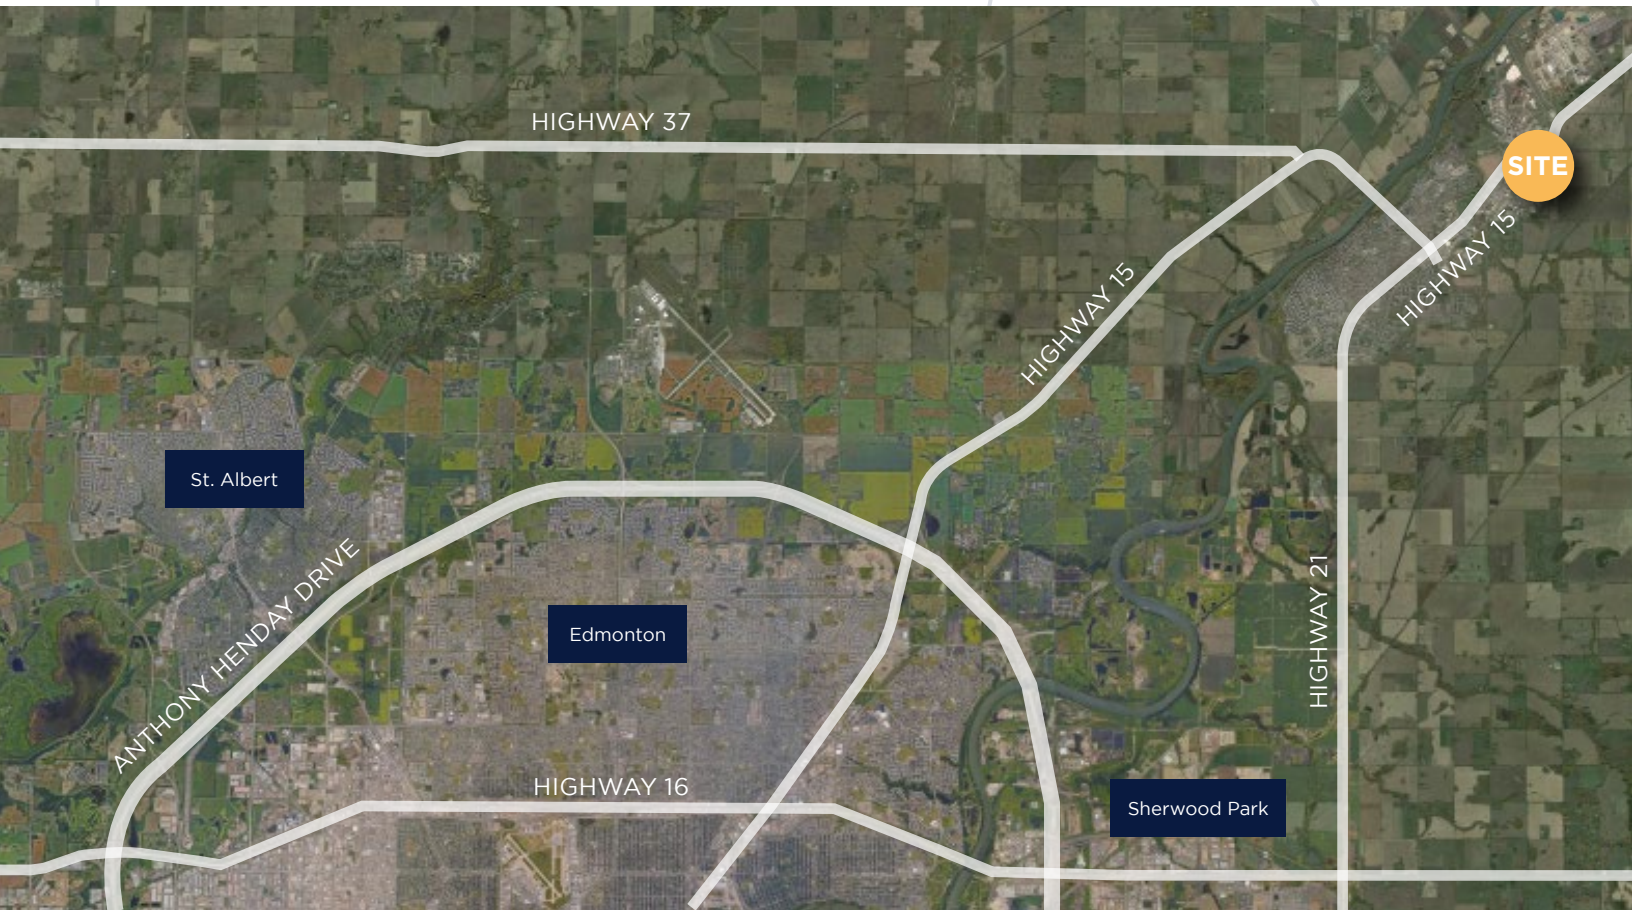 HIGHWAY 37
SITE
HIGHWAY 15
HIGHWAY 15
St. Albert
ANTHONY HENDAY DRIVE
Edmonton
HIGHWAY 21
HIGHWAY 16
Sherwood Park